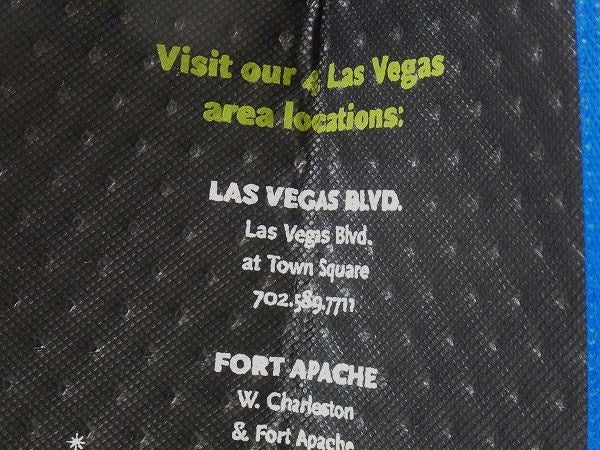 Visit our 4 Las Vegas
area locations:
LAS VEGAS BLVD.
Las Vegas Blvd.
at Town Square
702.589.7711
FORT APACHE
W. Charleston
& Fort Apache